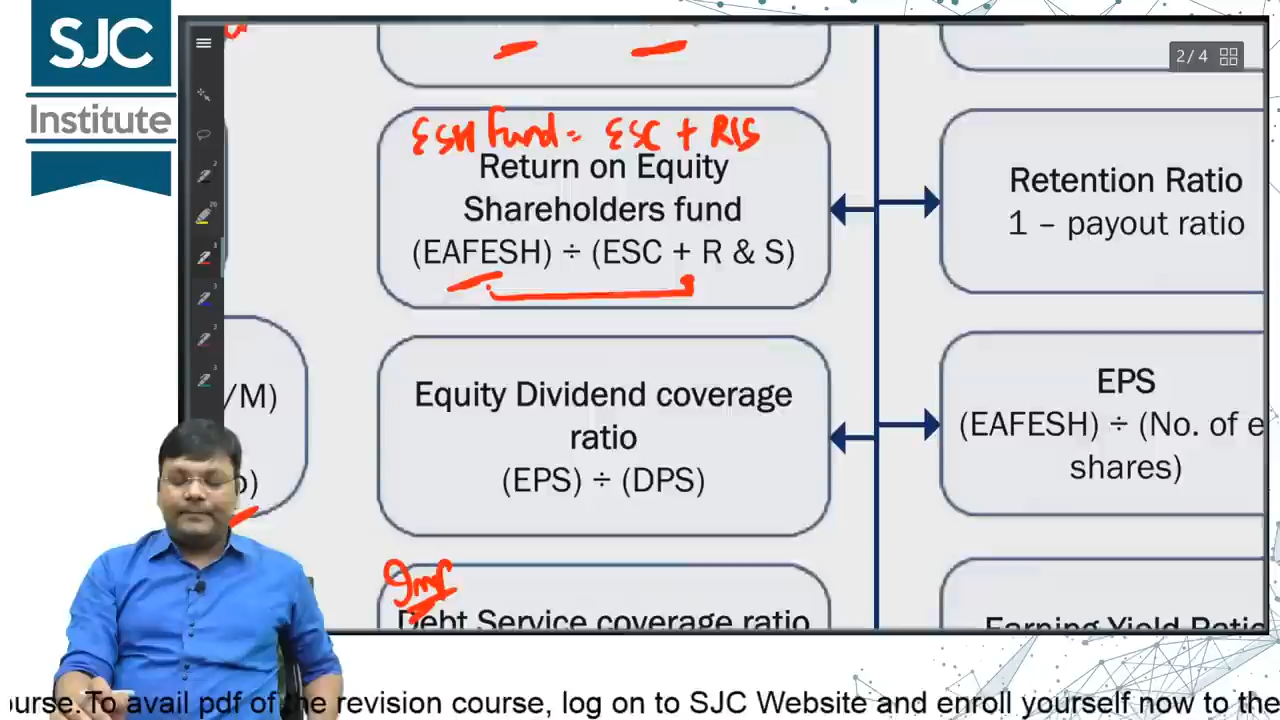 SJC
Institute
2/4
ESH Fund = ESC + R/S
Return on Equity
Shareholders fund
(EAFESH) ÷ (ESC + R & S)
Retention Ratio
1 – payout ratio
/M)
Equity Dividend coverage
ratio
(EPS) ÷ (DPS)
EPS
(EAFESH) ÷ (No. of e
shares)
Imp
Debt Service coverage ratio
Earning Yield Ratio
urse.To avail pdf of the revision course, log on to SJC Website and enroll yourself now to the